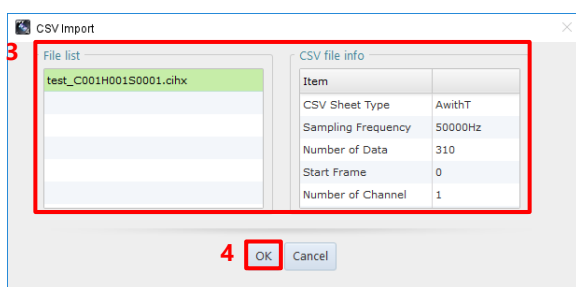 CSV Import
3
File list
test_C001H001S0001.cihx
CSV file info
Item
CSV Sheet Type AwithT
Sampling Frequency 50000Hz
Number of Data 310
Start Frame 0
Number of Channel 1
4 OK Cancel